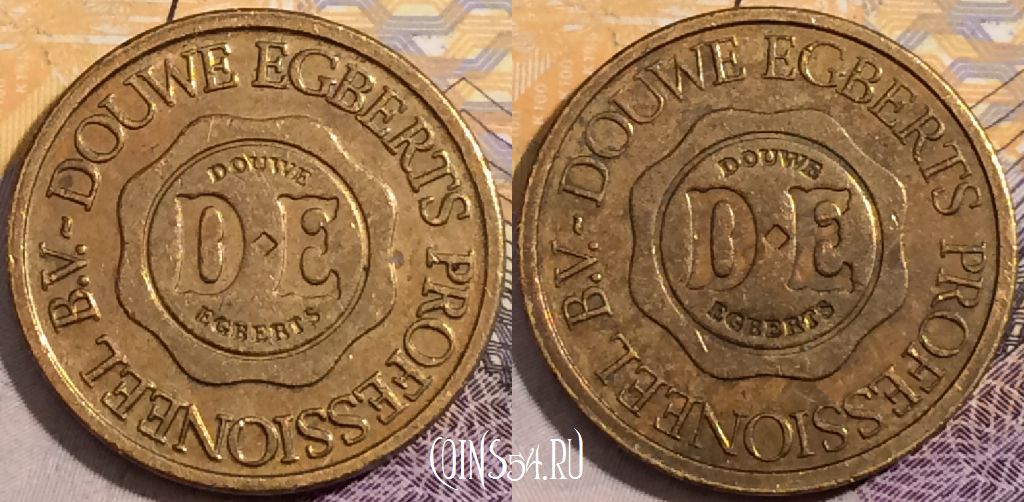 DOUWE EGBERTS PROFESSIONEEL B.V.-
DOUWE
D·E
EGBERTS
DOUWE EGBERTS PROFESSIONEEL B.V.-
DOUWE
D·E
EGBERTS
COINS54.RU